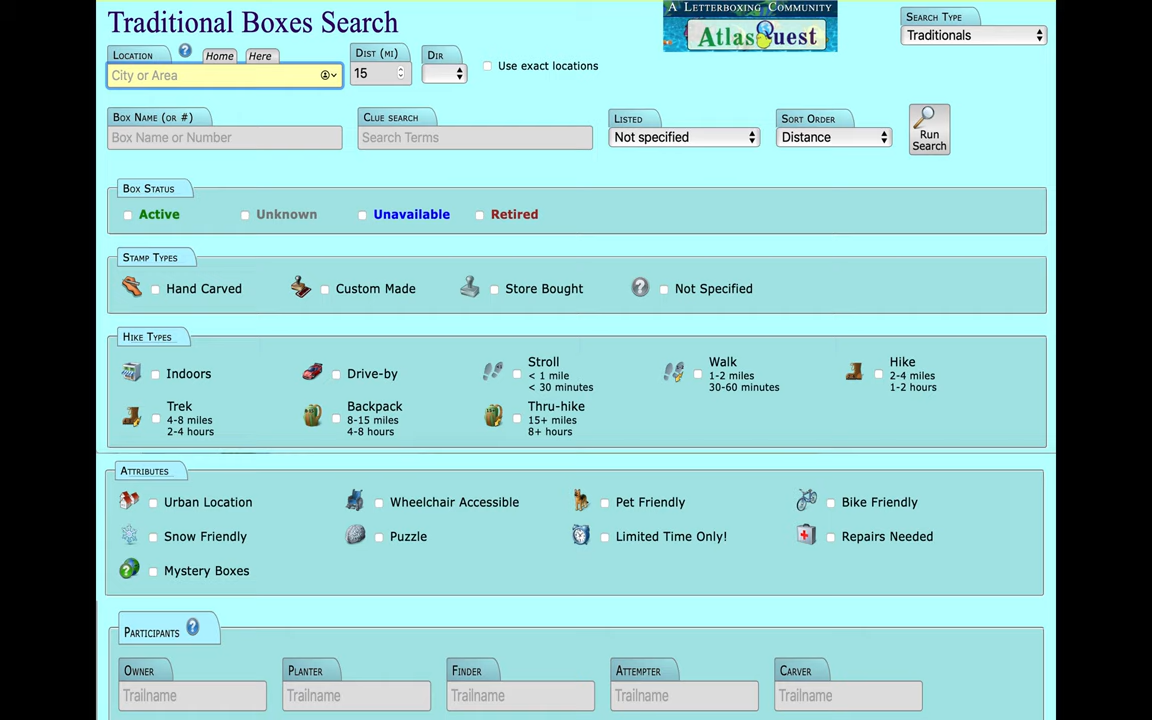 Traditional Boxes Search
A Letterboxing Community
AtlasQuest
Search Type
Traditionals
Location
Home
Here
City or Area
Dist (mi)
15
Dir
Use exact locations
Box Name (or #)
Box Name or Number
Clue search
Search Terms
Listed
Not specified
Sort Order
Distance
Run
Search
Box Status
Active
Unknown
Unavailable
Retired
Stamp Types
Hand Carved
Custom Made
Store Bought
Not Specified
Hike Types
Indoors
Drive-by
Stroll
< 1 mile
< 30 minutes
Walk
1-2 miles
30-60 minutes
Hike
2-4 miles
1-2 hours
Trek
4-8 miles
2-4 hours
Backpack
8-15 miles
4-8 hours
Thru-hike
15+ miles
8+ hours
Attributes
Urban Location
Wheelchair Accessible
Pet Friendly
Bike Friendly
Snow Friendly
Puzzle
Limited Time Only!
Repairs Needed
Mystery Boxes
Participants
Owner
Trailname
Planter
Trailname
Finder
Trailname
Attempter
Trailname
Carver
Trailname